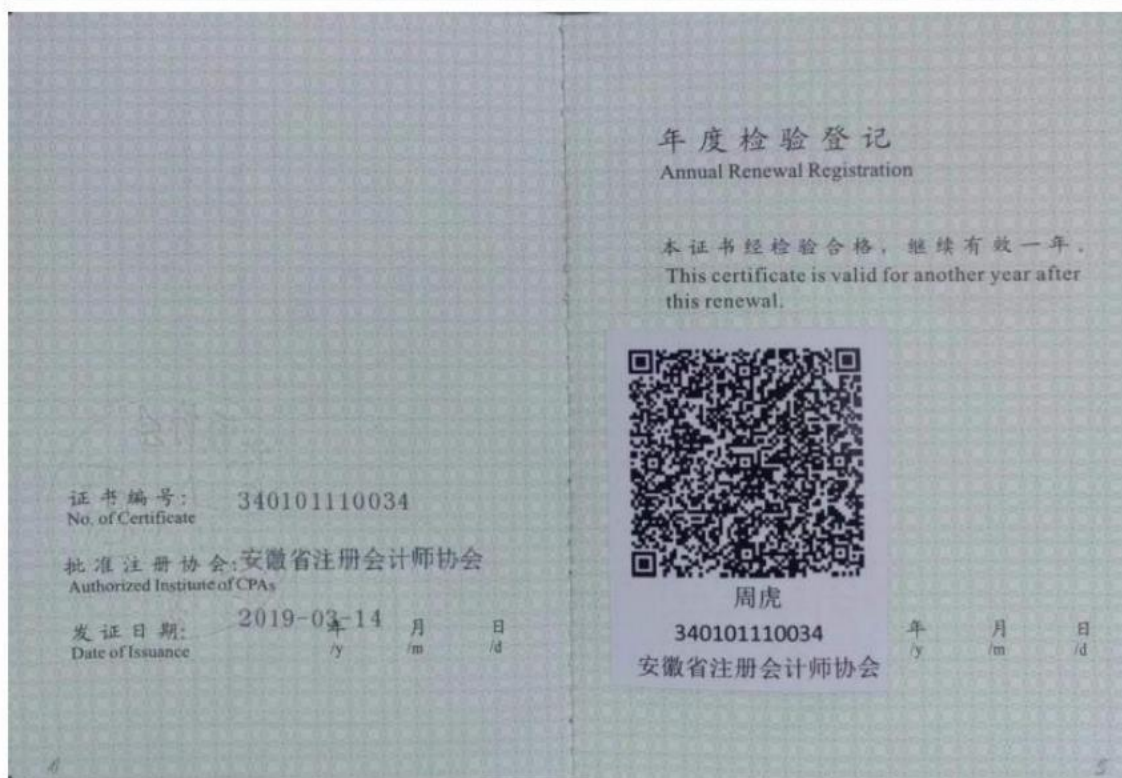 证书编号: 340101110034
No. of Certificate
批准注册协会: 安徽省注册会计师协会
Authorized Institute of CPAs
发证日期: 2019-03-14 年 月 日
Date of Issuance /y /m /d
4
年度检验登记
Annual Renewal Registration
本证书经检验合格，继续有效一年。
This certificate is valid for another year after
this renewal.
周虎
340101110034
安徽省注册会计师协会
年 月 日
/y /m /d
5